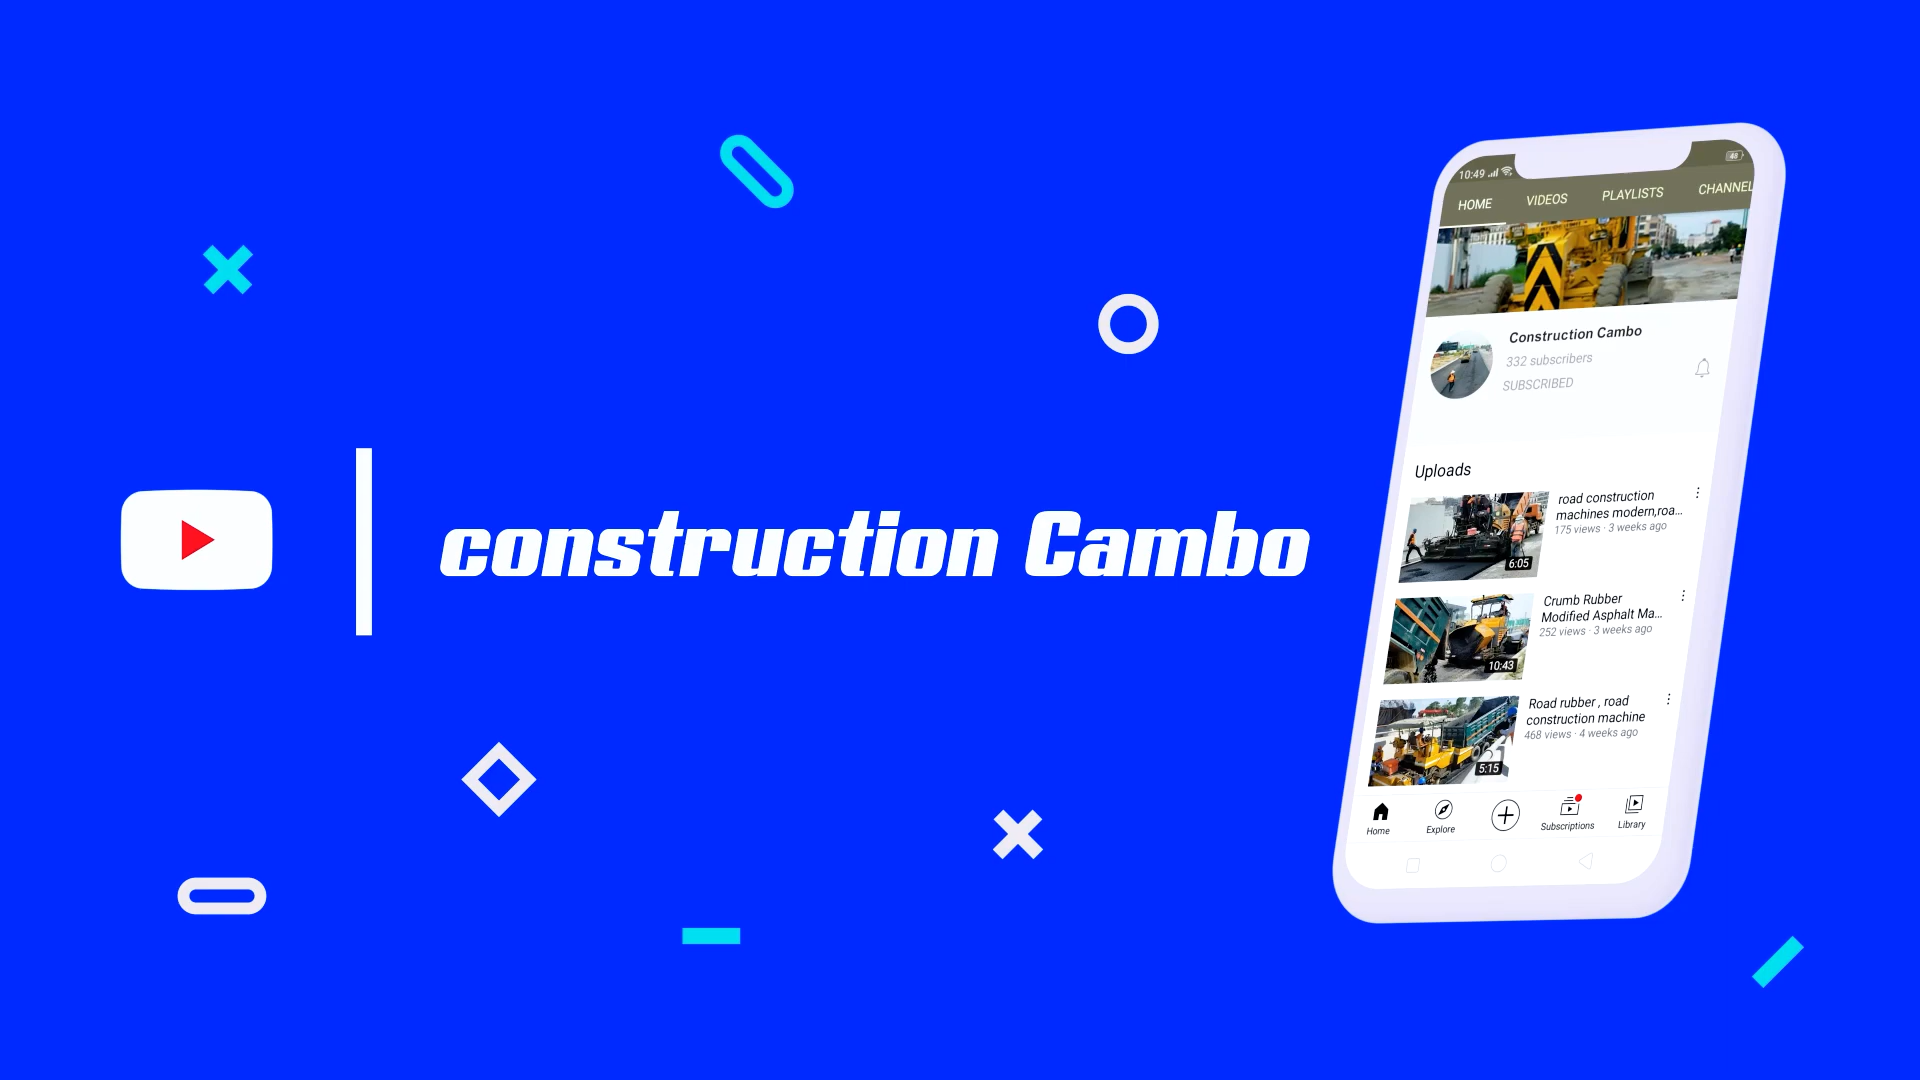 construction Cambo
10:49
48
HOME
VIDEOS
PLAYLISTS
CHANNEL
Construction Cambo
332 subscribers
SUBSCRIBED
Uploads
road construction
machines modern,roa...
175 views · 3 weeks ago
6:05
Crumb Rubber
Modified Asphalt Ma...
252 views · 3 weeks ago
10:43
Road rubber , road
construction machine
468 views · 4 weeks ago
5:15
Home
Explore
Subscriptions
Library